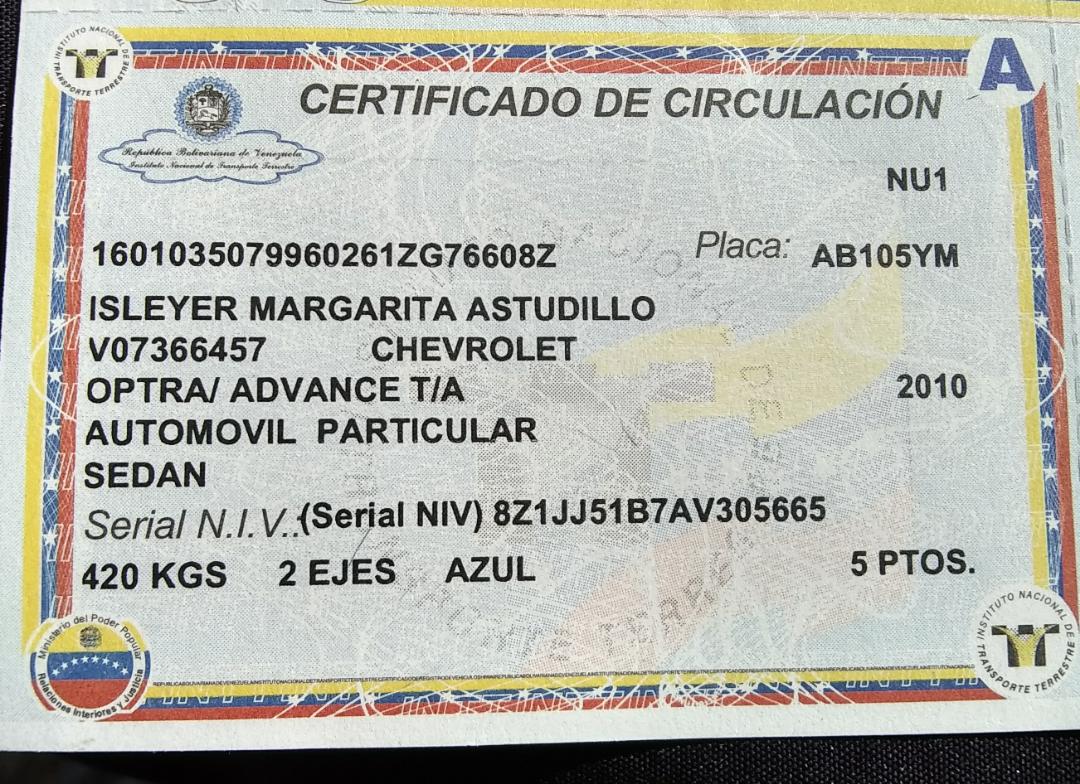 A
INSTITUTO NACIONAL DE TRANSPORTE TERRESTRE
CERTIFICADO DE CIRCULACIÓN
República Bolivariana de Venezuela
Instituto Nacional de Transporte Terrestre
NU1
1601035079960261ZG76608Z Placa: AB105YM
ISLEYER MARGARITA ASTUDILLO
V07366457 CHEVROLET
OPTRA/ ADVANCE T/A 2010
AUTOMOVIL PARTICULAR
SEDAN
Serial N.I.V.:(Serial NIV) 8Z1JJ51B7AV305665
420 KGS 2 EJES AZUL 5 PTOS.
Ministerio del Poder Popular
Relaciones Interiores y Justicia
INSTITUTO NACIONAL DE TRANSPORTE TERRESTRE